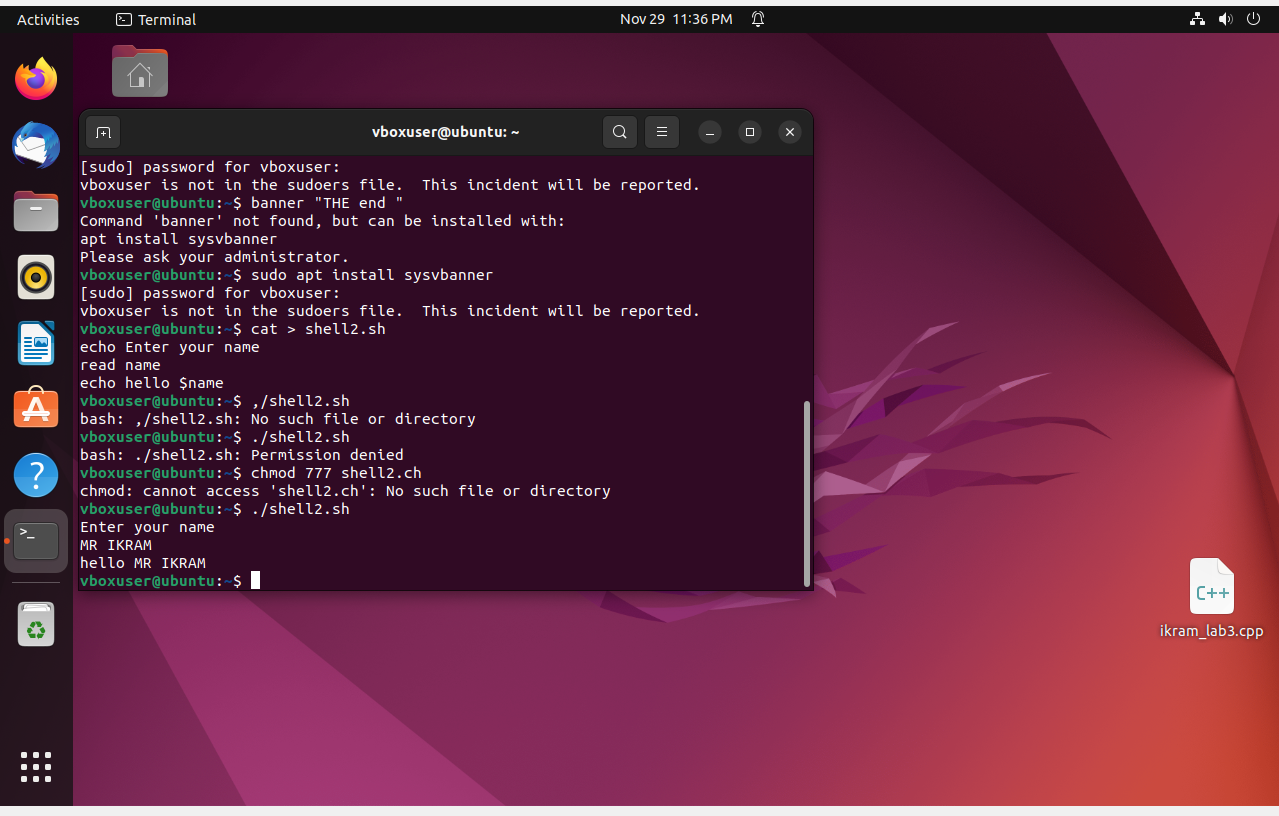 Activities
Terminal
Nov 29 11:36 PM
vboxuser@ubuntu: ~
[sudo] password for vboxuser:
vboxuser is not in the sudoers file.  This incident will be reported.
vboxuser@ubuntu:~$ banner "THE end "
Command 'banner' not found, but can be installed with:
apt install sysvbanner
Please ask your administrator.
vboxuser@ubuntu:~$ sudo apt install sysvbanner
[sudo] password for vboxuser:
vboxuser is not in the sudoers file.  This incident will be reported.
vboxuser@ubuntu:~$ cat > shell2.sh
echo Enter your name
read name
echo hello $name
vboxuser@ubuntu:~$ ,/shell2.sh
bash: ,/shell2.sh: No such file or directory
vboxuser@ubuntu:~$ ./shell2.sh
bash: ./shell2.sh: Permission denied
vboxuser@ubuntu:~$ chmod 777 shell2.ch
chmod: cannot access 'shell2.ch': No such file or directory
vboxuser@ubuntu:~$ ./shell2.sh
Enter your name
MR IKRAM
hello MR IKRAM
vboxuser@ubuntu:~$
C++
ikram_lab3.cpp